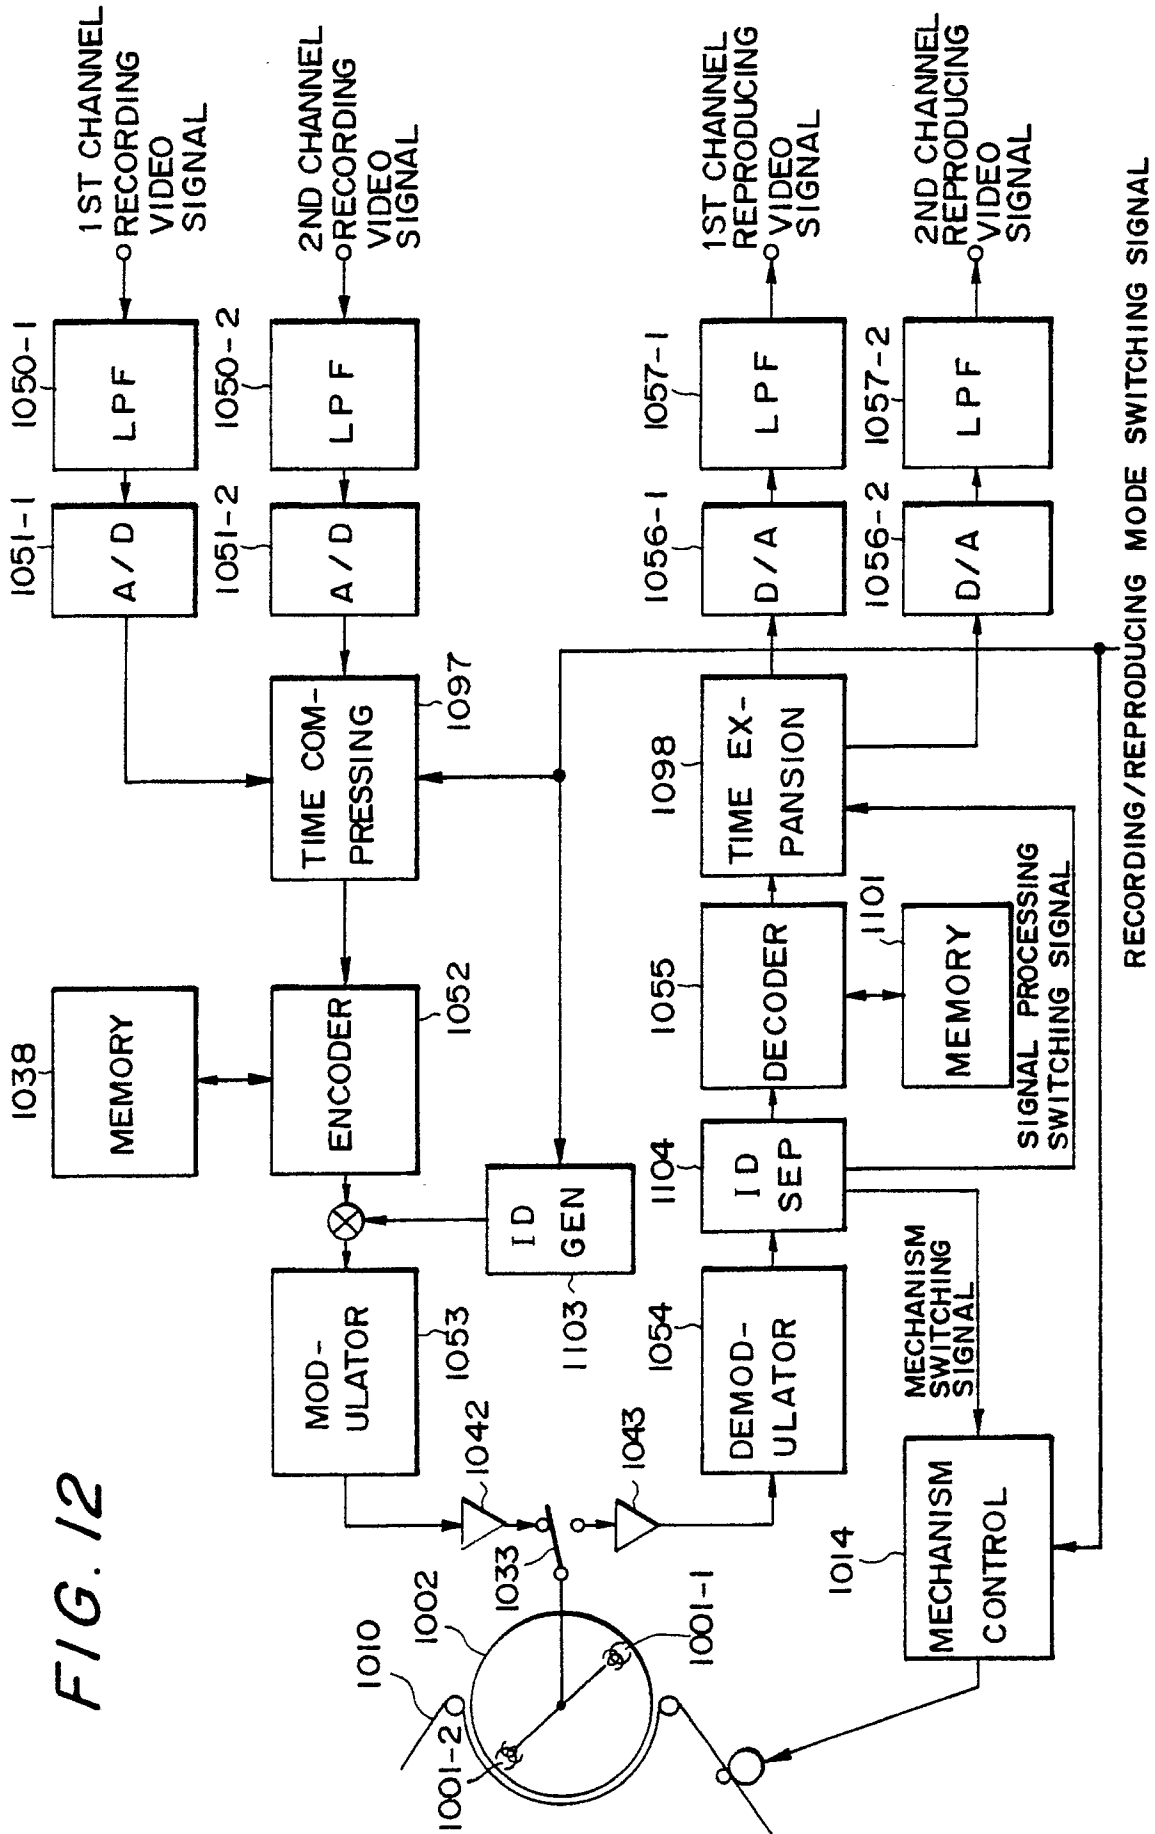 FIG. 12
1ST CHANNEL
RECORDING
VIDEO
SIGNAL
1050-1
LPF
1051-1
A/D
2ND CHANNEL
RECORDING
VIDEO
SIGNAL
1050-2
LPF
1051-2
A/D
TIME COM-
PRESSING
1097
1038
MEMORY
ENCODER
1052
MOD-
ULATOR
1053
ID
GEN
1103
1042
1033
1043
1002
1010
1001-2
1001-1
1054
DEMOD-
ULATOR
1104
ID
SEP
1055
DECODER
1101
MEMORY
1098
TIME EX-
PANSION
1056-1
D/A
1057-1
LPF
1ST CHANNEL
REPRODUCING
VIDEO
SIGNAL
1056-2
D/A
1057-2
LPF
2ND CHANNEL
REPRODUCING
VIDEO
SIGNAL
SIGNAL PROCESSING
SWITCHING SIGNAL
MECHANISM
SWITCHING
SIGNAL
1014
MECHANISM
CONTROL
RECORDING/REPRODUCING MODE SWITCHING SIGNAL